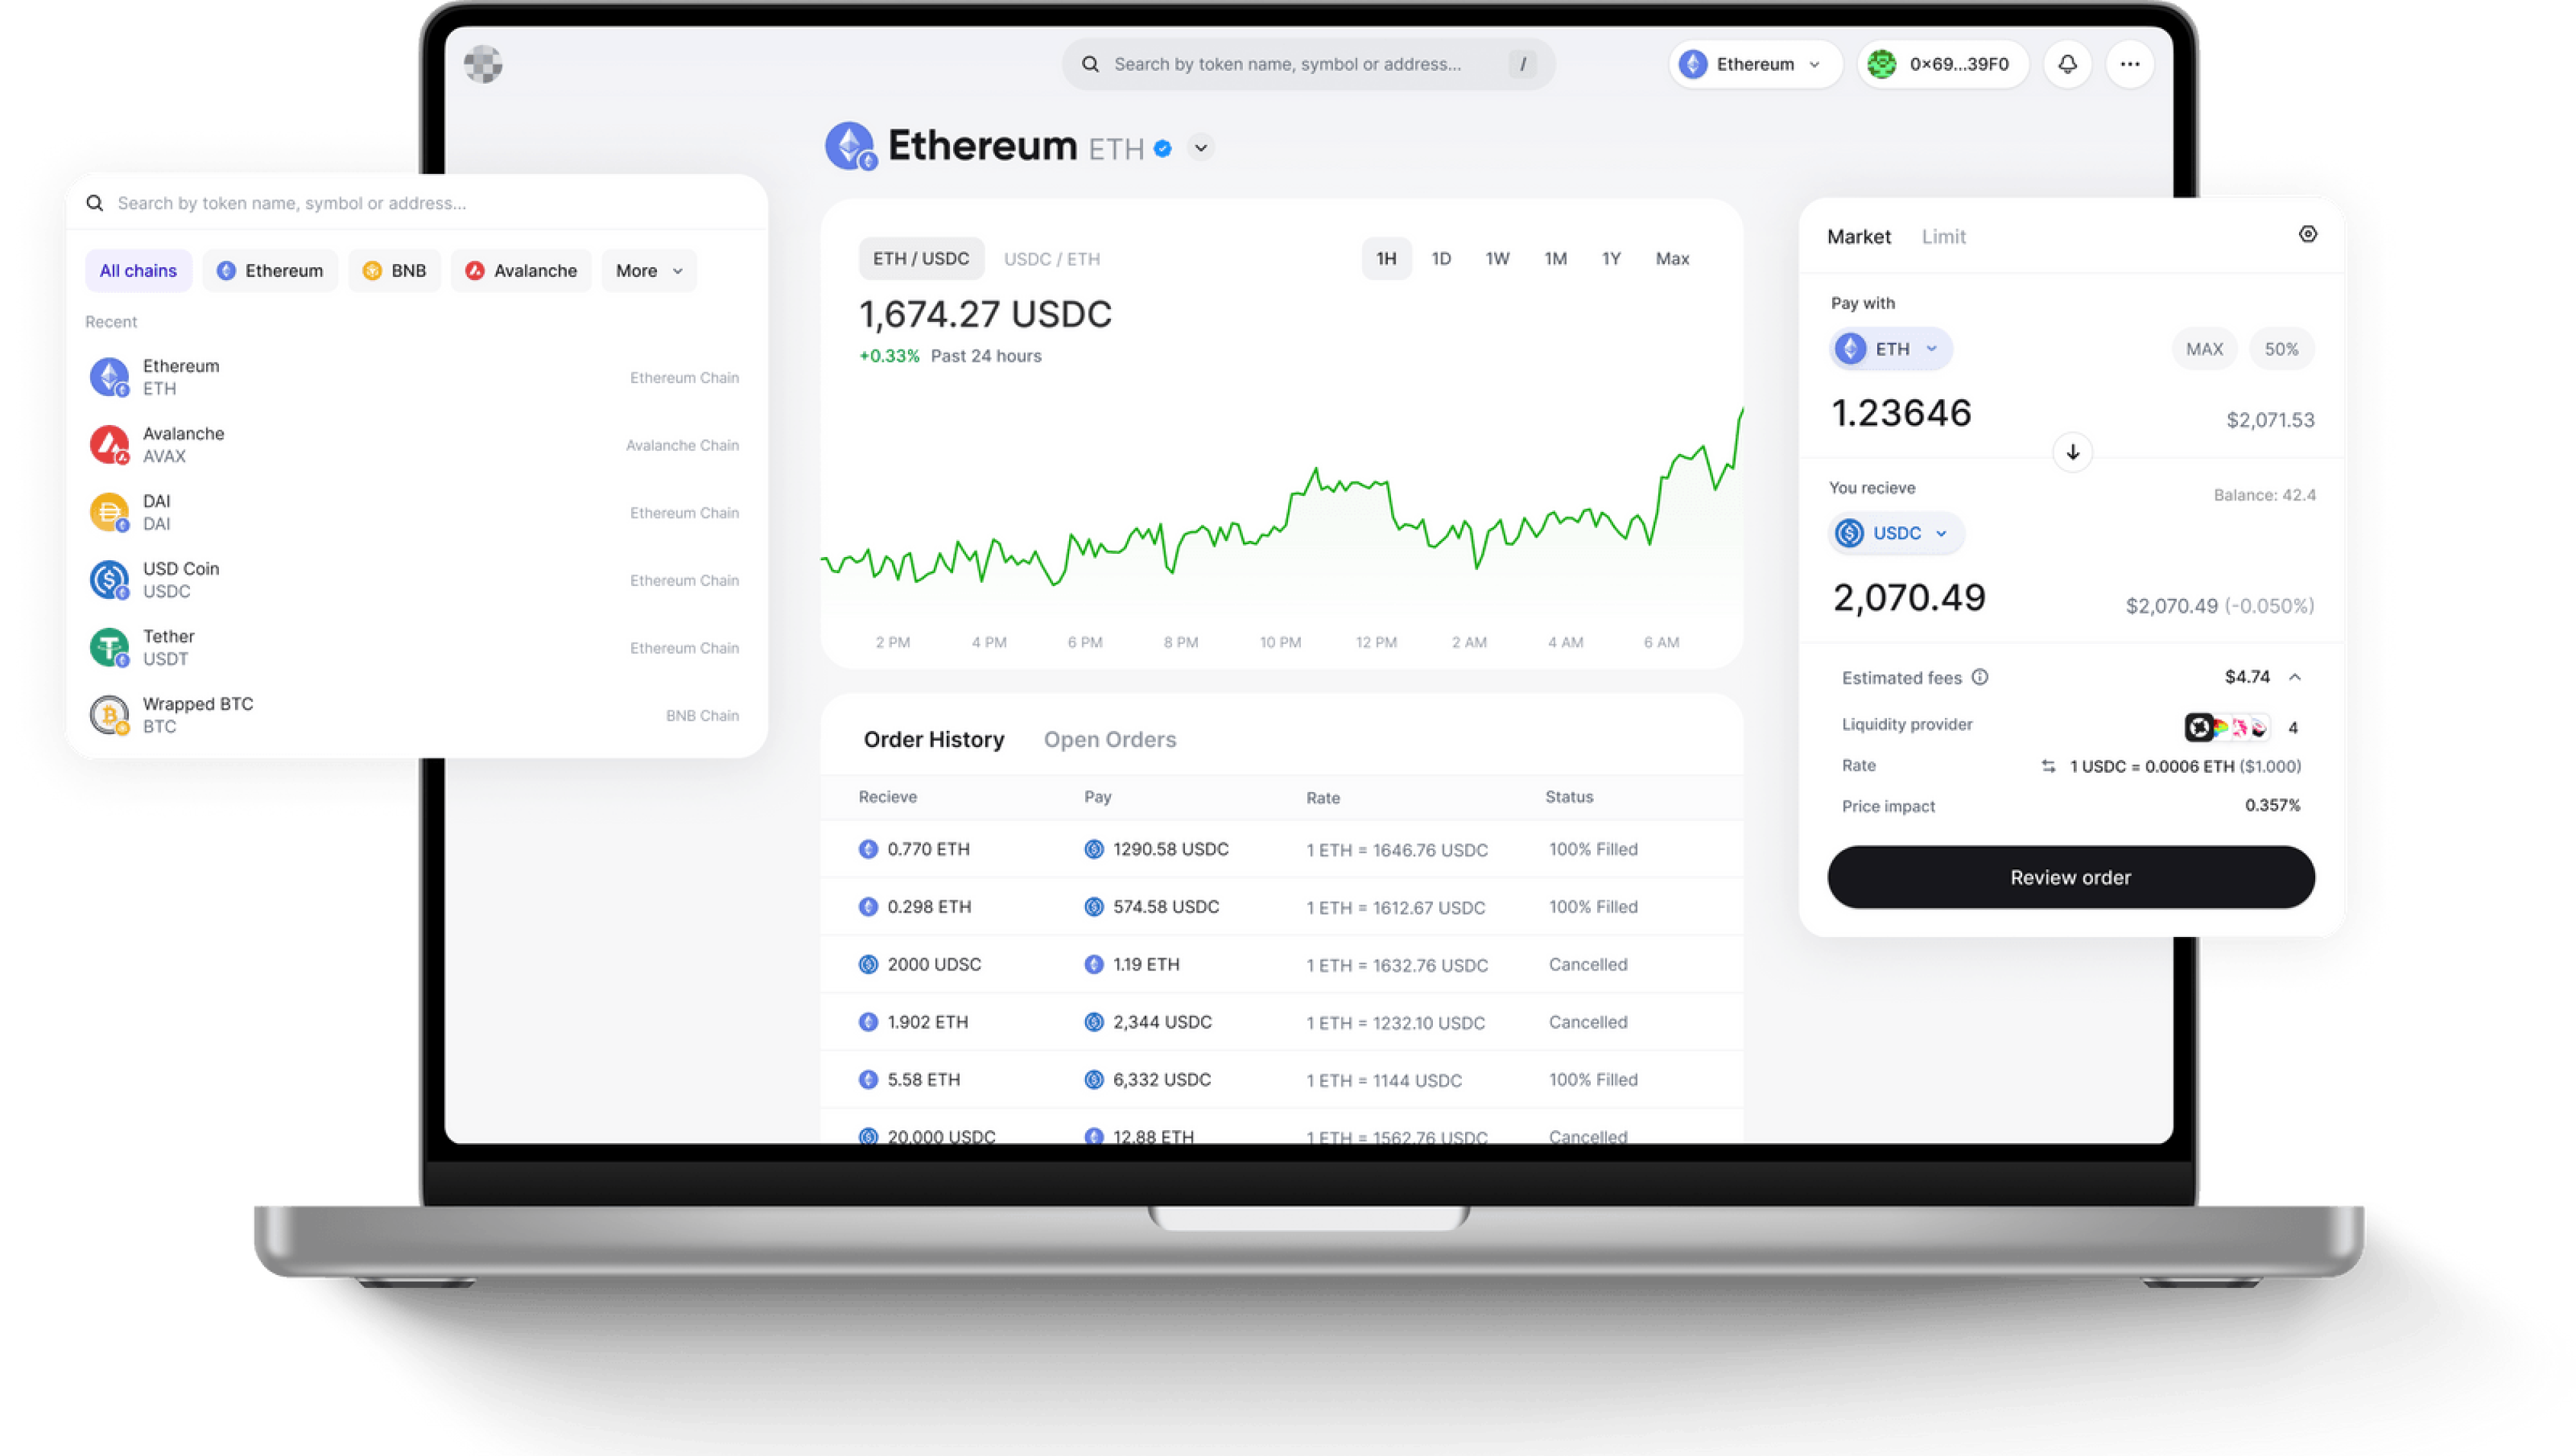 Search by token name, symbol or address... /
Ethereum
0×69...39F0
Ethereum ETH
Search by token name, symbol or address...
All chains
Ethereum
BNB
Avalanche
More
Recent
Ethereum
ETH
Ethereum Chain
Avalanche
AVAX
Avalanche Chain
DAI
DAI
Ethereum Chain
USD Coin
USDC
Ethereum Chain
Tether
USDT
Ethereum Chain
Wrapped BTC
BTC
BNB Chain
ETH / USDC
USDC / ETH
1H 1D 1W 1M 1Y Max
1,674.27 USDC
+0.33% Past 24 hours
2 PM 4 PM 6 PM 8 PM 10 PM 12 PM 2 AM 4 AM 6 AM
Order History
Open Orders
Recieve Pay Rate Status
0.770 ETH 1290.58 USDC 1 ETH = 1646.76 USDC 100% Filled
0.298 ETH 574.58 USDC 1 ETH = 1612.67 USDC 100% Filled
2000 UDSC 1.19 ETH 1 ETH = 1632.76 USDC Cancelled
1.902 ETH 2,344 USDC 1 ETH = 1232.10 USDC Cancelled
5.58 ETH 6,332 USDC 1 ETH = 1144 USDC 100% Filled
20,000 USDC 12.88 ETH 1 ETH = 1562.76 USDC Cancelled
Market
Limit
Pay with
ETH
MAX
50%
1.23646
$2,071.53
You recieve
Balance: 42.4
USDC
2,070.49
$2,070.49 (-0.050%)
Estimated fees $4.74
Liquidity provider 4
Rate 1 USDC = 0.0006 ETH ($1.000)
Price impact 0.357%
Review order